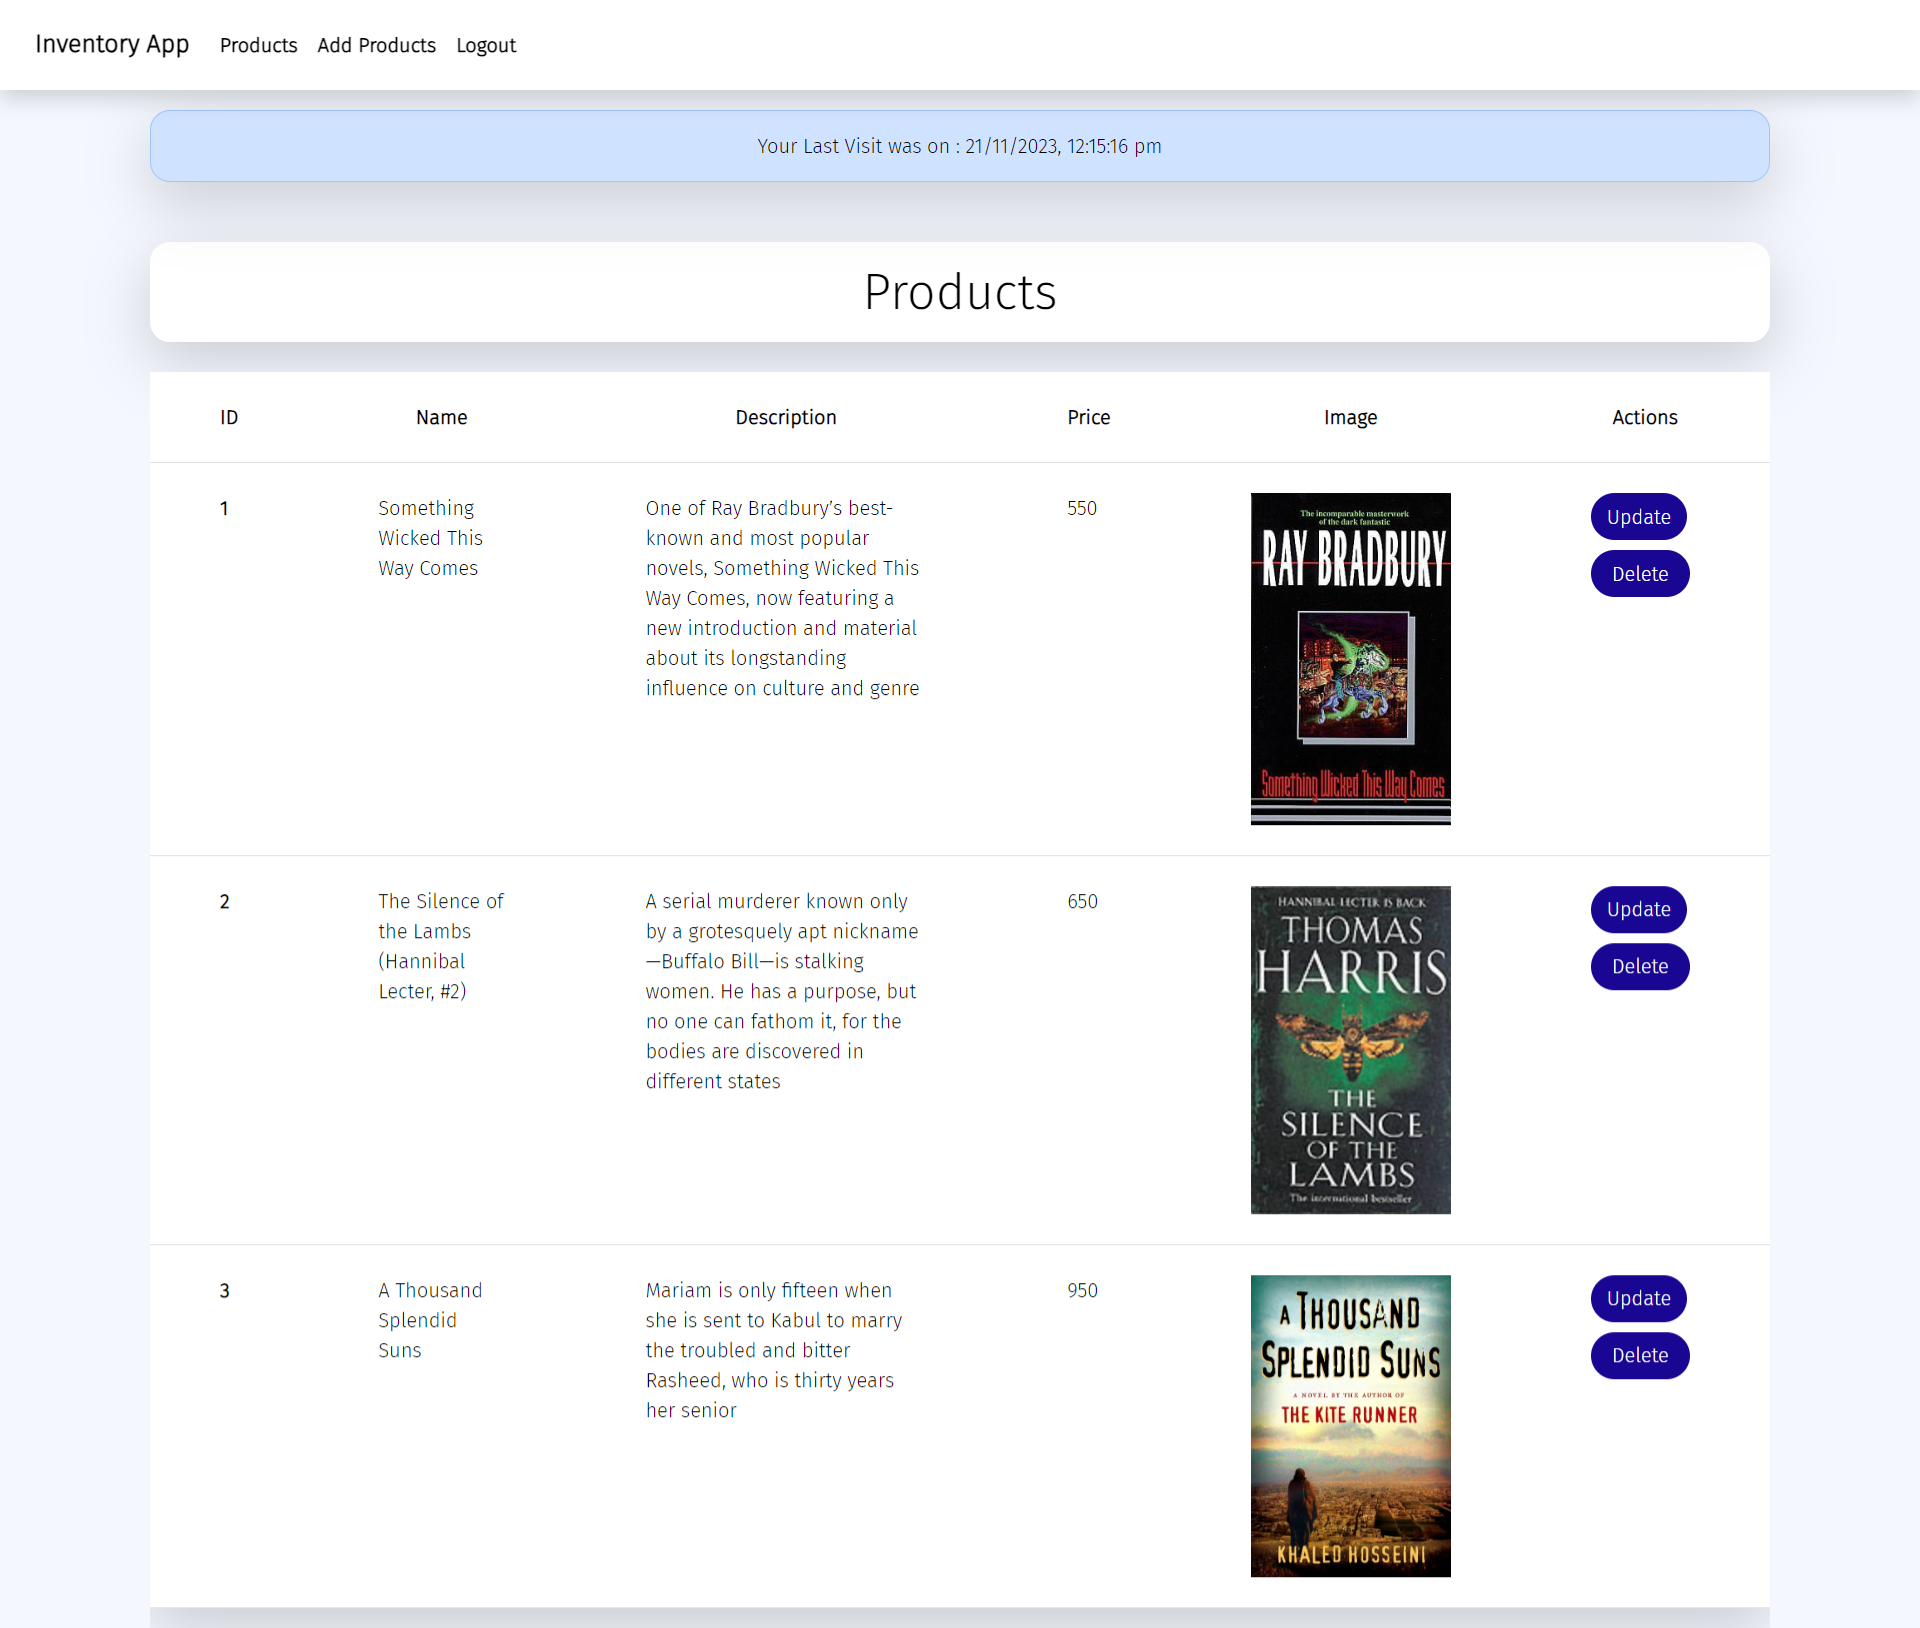 Inventory App Products Add Products Logout
Your Last Visit was on : 21/11/2023, 12:15:16 pm
Products
ID Name Description Price Image Actions
1
Something
Wicked This
Way Comes
One of Ray Bradbury’s best-
known and most popular
novels, Something Wicked This
Way Comes, now featuring a
new introduction and material
about its longstanding
influence on culture and genre
550
The incomparable masterwork
of the dark fantastic
RAY BRADBURY
Something Wicked This Way Comes
Update
Delete
2
The Silence of
the Lambs
(Hannibal
Lecter, #2)
A serial murderer known only
by a grotesquely apt nickname
—Buffalo Bill—is stalking
women. He has a purpose, but
no one can fathom it, for the
bodies are discovered in
different states
650
HANNIBAL LECTER IS BACK
THOMAS
HARRIS
THE
SILENCE
OF THE
LAMBS
The international bestseller
Update
Delete
3
A Thousand
Splendid
Suns
Mariam is only fifteen when
she is sent to Kabul to marry
the troubled and bitter
Rasheed, who is thirty years
her senior
950
A THOUSAND
SPLENDID SUNS
A NOVEL BY THE AUTHOR OF
THE KITE RUNNER
KHALED HOSSEINI
Update
Delete